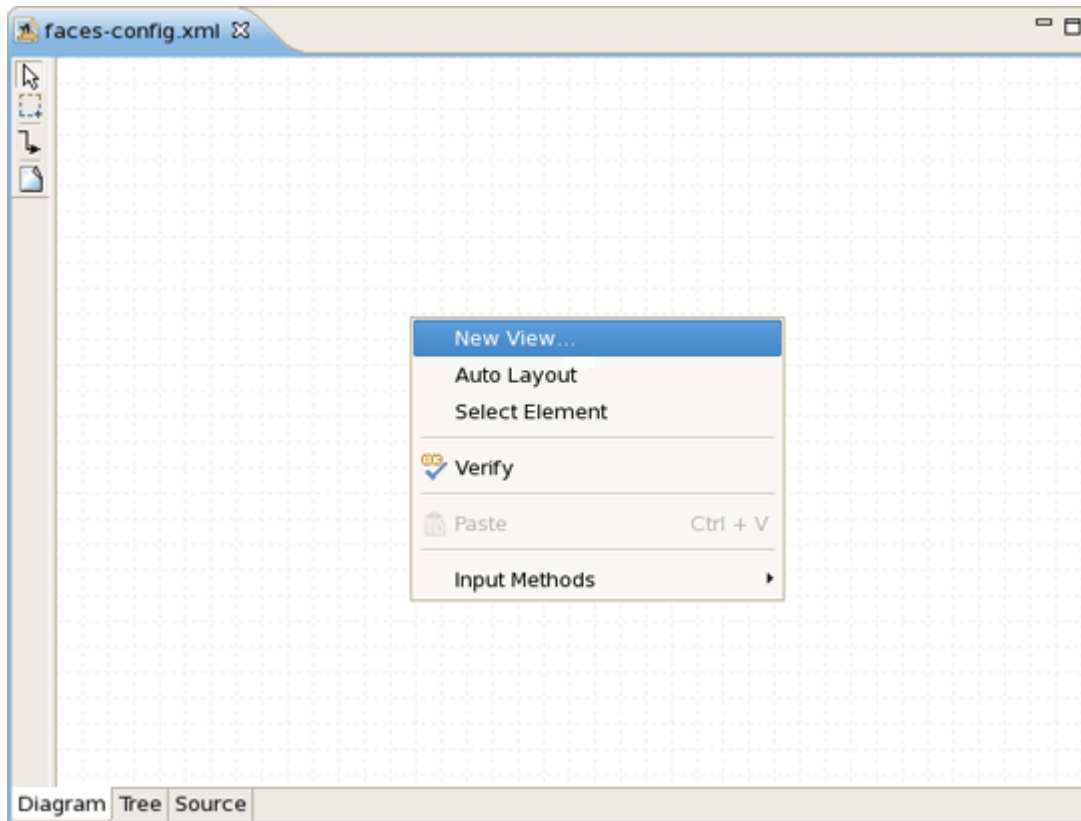 faces-config.xml
New View...
Auto Layout
Select Element
Verify
Paste Ctrl + V
Input Methods
Diagram Tree Source